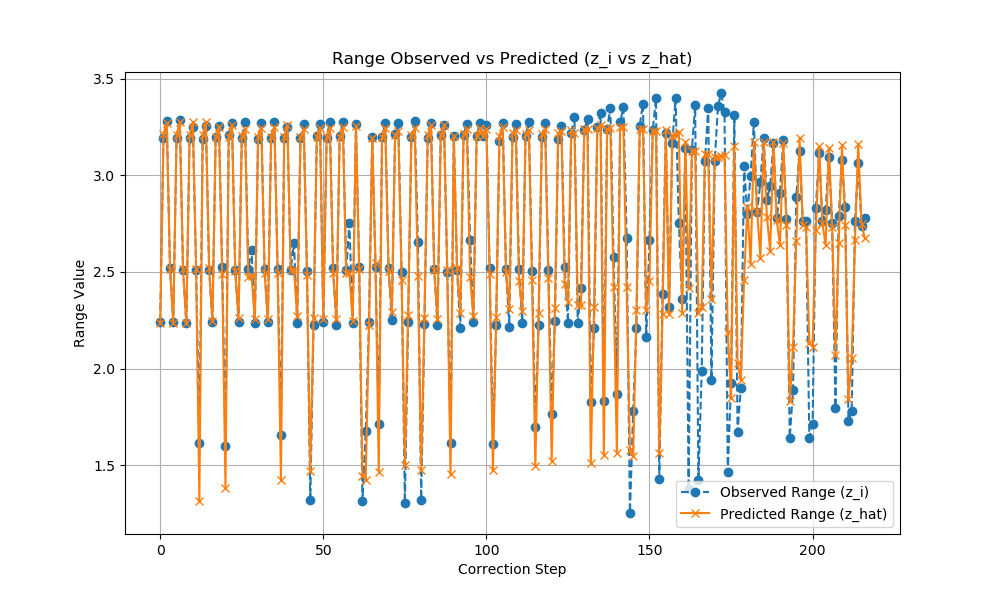 Range Observed vs Predicted (z_i vs z_hat)
Range Value
3.5
3.0
2.5
2.0
1.5
0
50
100
150
200
Correction Step
Observed Range (z_i)
Predicted Range (z_hat)